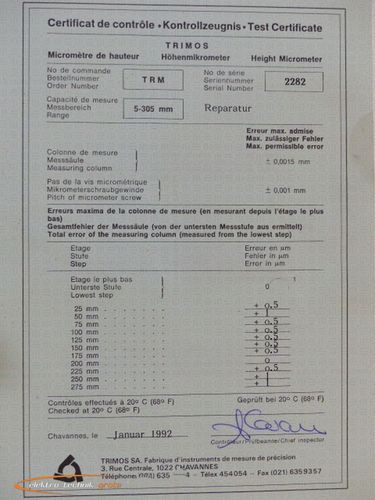 Certificat de contrôle • Kontrollzeugnis • Test Certificate
TRIMOS
Micromètre de hauteur Höhenmikrometer Height Micrometer
No de commande
Bestellnummer
Order Number
TRM
No de série
Seriennummer
Serial Number
2282
Capacité de mesure
Messbereich
Range
5-305 mm
Reparatur
Erreur max. admise
Max. zulässiger Fehler
Max. permissible error
Colonne de mesure
Messsäule
Measuring column
± 0,0015 mm
Pas de la vis micrométrique
Mikrometerschraubgewinde
Pitch of micrometer screw
± 0,001 mm
Erreurs maxima de la colonne de mesure (en mesurant depuis l'étage le plus
bas)
Gesamtfehler der Messsäule (von der untersten Messstufe aus ermittelt)
Total error of the measuring column (measured from the lowest step)
Etage
Stufe
Step
Erreur en µm
Fehler in µm
Error in µm
Etage le plus bas
Unterste Stufe
Lowest step
0
25 mm . . . . . . . + 0.5
50 mm . . . . . . . + 1
75 mm . . . . . . . + 0.5
100 mm . . . . . . . + 0.5
125 mm . . . . . . . + 0.5
150 mm . . . . . . . + 0.5
175 mm . . . . . . . + 0.5
200 mm . . . . . . . 0
225 mm . . . . . . . + 0.5
250 mm . . . . . . . + 1
275 mm . . . . . . . + 1
Contrôles effectués à 20° C (68° F)
Checked at 20° C (68° F)
Geprüft bei 20° C (68° F)
Chavannes, le Januar 1992
Contrôleur/Prüfbeamter/Chief inspector
TRIMOS SA. Fabrique d'instruments de mesure de précision
3, Rue Centrale, 1022 CHAVANNES
Téléphone (021) 635 4 - Télex 454054 - Fax (021) 6359357
elektro technik